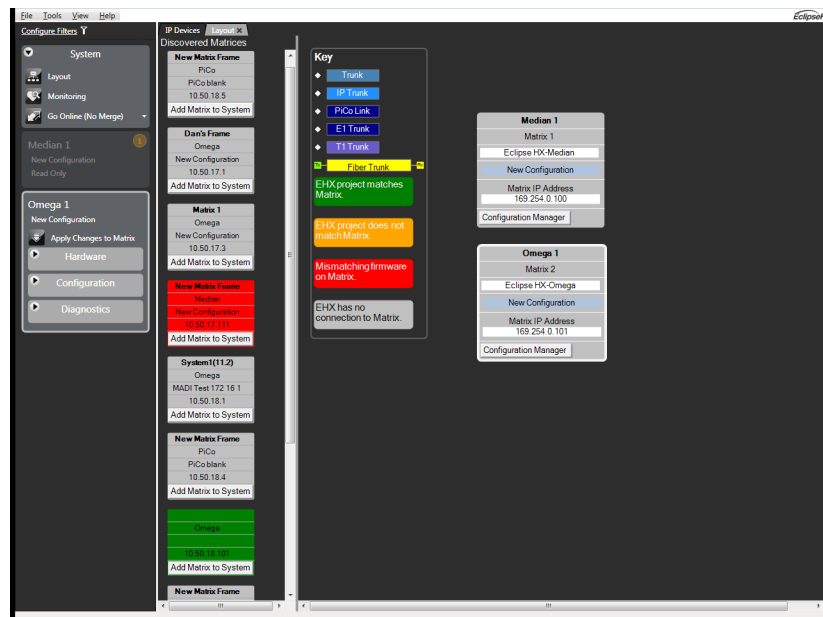 File Tools View Help
EclipseH
Configure Filters
System
Layout
Monitoring
Go Online (No Merge)
Median 1
1
New Configuration
Read Only
Omega 1
New Configuration
Apply Changes to Matrix
Hardware
Configuration
Diagnostics
IP Devices Layout x
Discovered Matrices
New Matrix Frame
PiCo
PiCo blank
10.50.18.5
Add Matrix to System
Dan's Frame
Omega
New Configuration
10.50.17.1
Add Matrix to System
Matrix 1
Omega
New Configuration
10.50.17.3
Add Matrix to System
New Matrix Frame
Median
New Configuration
10.50.17.111
Add Matrix to System
System1(11.2)
Omega
MADI Test 172 16 1
10.50.18.1
Add Matrix to System
New Matrix Frame
PiCo
PiCo blank
10.50.18.4
Add Matrix to System
Omega
10.50.18.101
Add Matrix to System
New Matrix Frame
Key
Trunk
IP Trunk
PiCo Link
E1 Trunk
T1 Trunk
Fiber Trunk
EHX project matches
Matrix.
EHX project does not
match Matrix.
Mismatching firmware
on Matrix.
EHX has no
connection to Matrix.
Median 1
Matrix 1
Eclipse HX-Median
New Configuration
Matrix IP Address
169.254.0.100
Configuration Manager
Omega 1
Matrix 2
Eclipse HX-Omega
New Configuration
Matrix IP Address
169.254.0.101
Configuration Manager